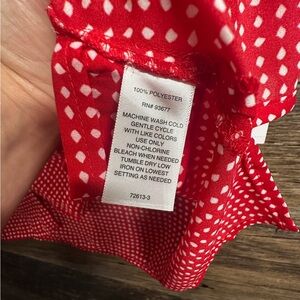 100% POLYESTER
RN# 93677
MACHINE WASH COLD
GENTLE CYCLE
WITH LIKE COLORS
USE ONLY
NON-CHLORINE
BLEACH WHEN NEEDED
TUMBLE DRY LOW
IRON ON LOWEST
SETTING AS NEEDED
72613-3